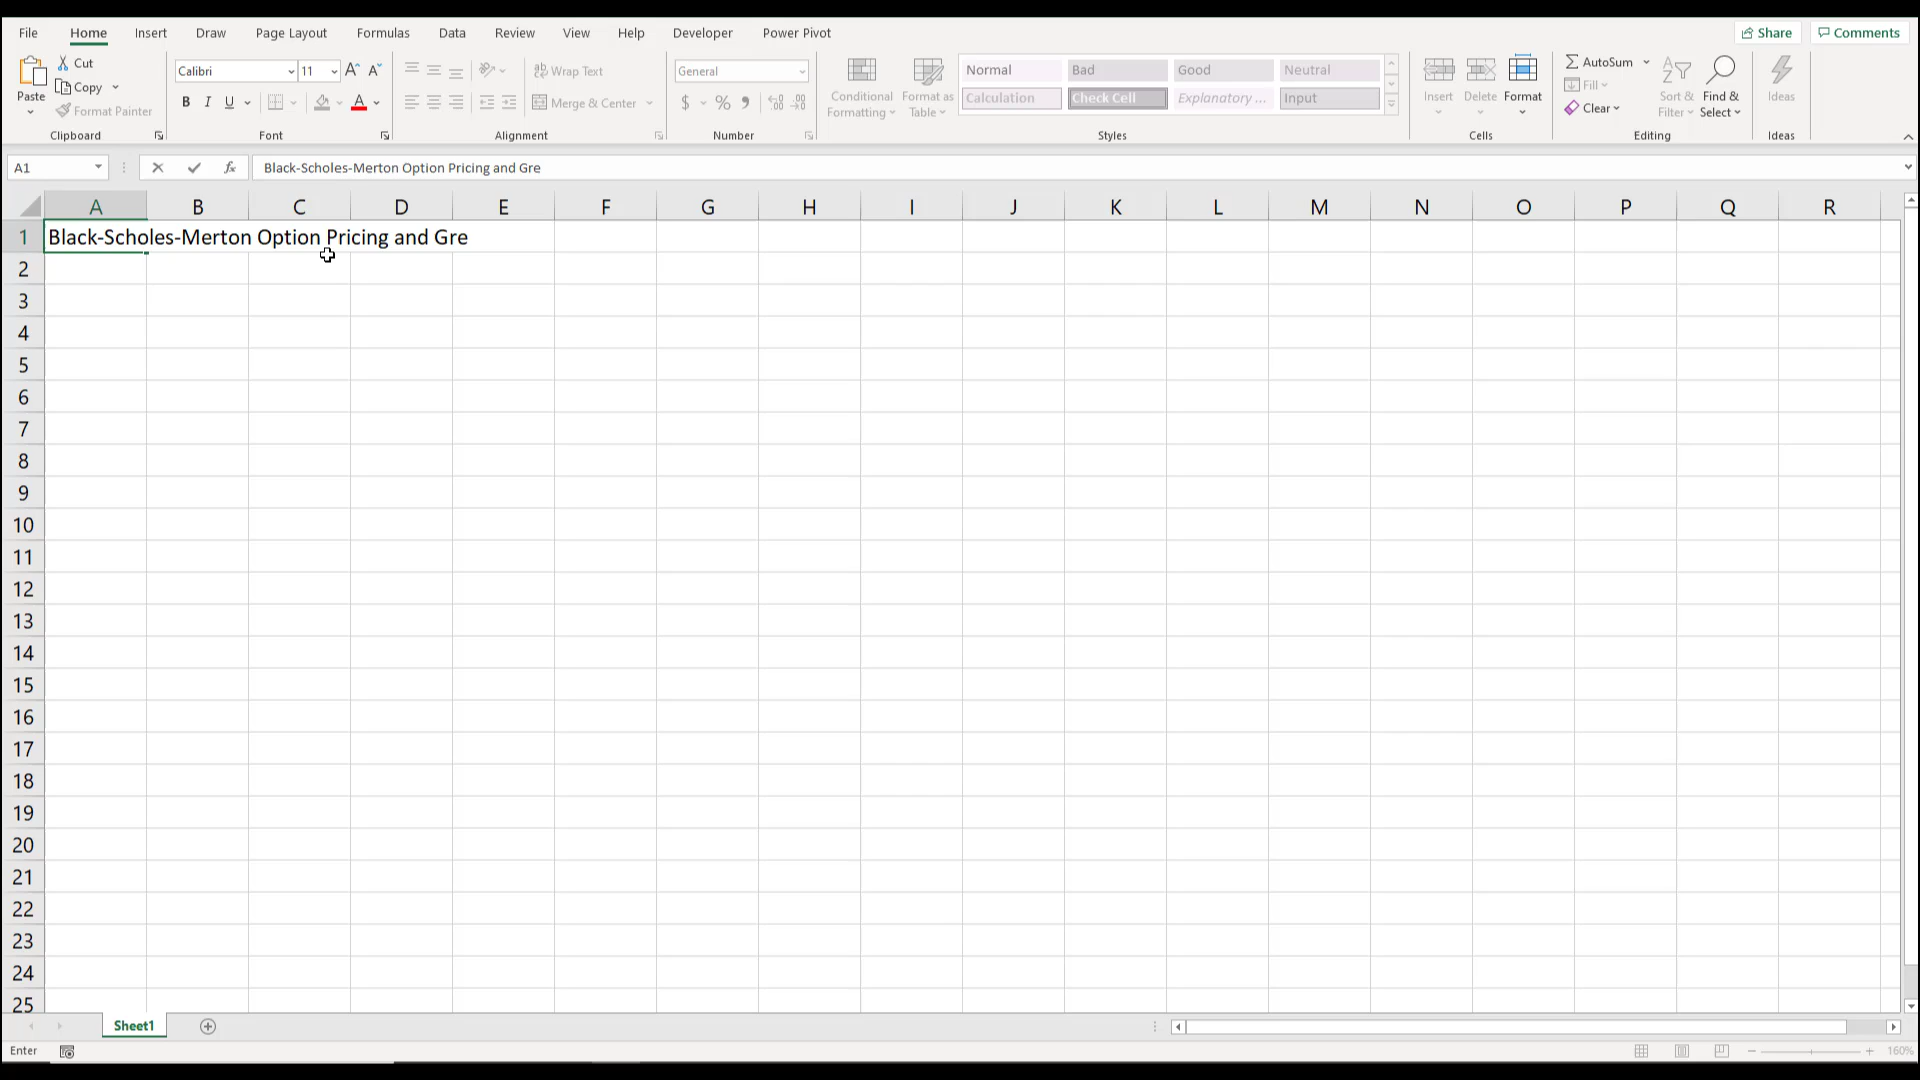 File Home Insert Draw Page Layout Formulas Data Review View Help Developer Power Pivot Share Comments
Paste Cut Copy Format Painter Clipboard
Calibri 11 A A B I U A Font
ab Wrap Text Merge & Center Alignment
General $ % Number
Conditional Formatting Format as Table Normal Bad Good Neutral Calculation Check Cell Explanatory ... Input Styles
Insert Delete Format Cells
AutoSum Fill Clear Sort & Filter Find & Select Editing
Ideas Ideas
A1 fx Black-Scholes-Merton Option Pricing and Gre
A B C D E F G H I J K L M N O P Q R
1 Black-Scholes-Merton Option Pricing and Gre
2
3
4
5
6
7
8
9
10
11
12
13
14
15
16
17
18
19
20
21
22
23
24
25
Sheet1
Enter 160%